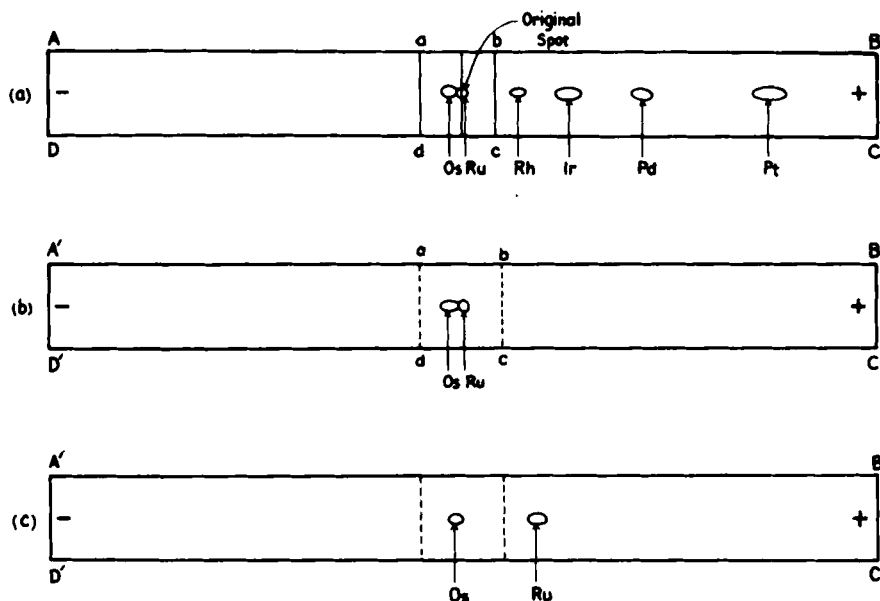 Original
Spot
A a b B
(a) - +
D d c C
Os Ru Rh Ir Pd Pt
A' a b B
(b) - +
D' d c C
Os Ru
A' B
(c) - +
D' C
Os Ru